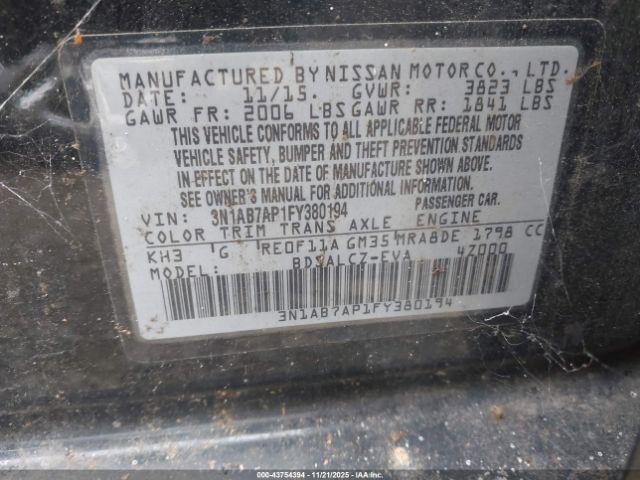 MANUFACTURED BY NISSAN MOTOR CO., LTD.
DATE: 11/15. GVWR: 3823 LBS
GAWR FR: 2006 LBS GAWR RR: 1841 LBS
THIS VEHICLE CONFORMS TO ALL APPLICABLE FEDERAL MOTOR
VEHICLE SAFETY, BUMPER AND THEFT PREVENTION STANDARDS
IN EFFECT ON THE DATE OF MANUFACTURE SHOWN ABOVE.
SEE OWNER'S MANUAL FOR ADDITIONAL INFORMATION.
VIN: 3N1AB7AP1FY380194 PASSENGER CAR.
COLOR TRIM TRANS AXLE ENGINE
KH3 G RE0F11A GM35 MRA8DE 1798 CC
MODEL: BDSALCZ-EVA 4Z000
3N1AB7AP1FY380194
000-43754394 | 11/21/2025 | IAAI.COM